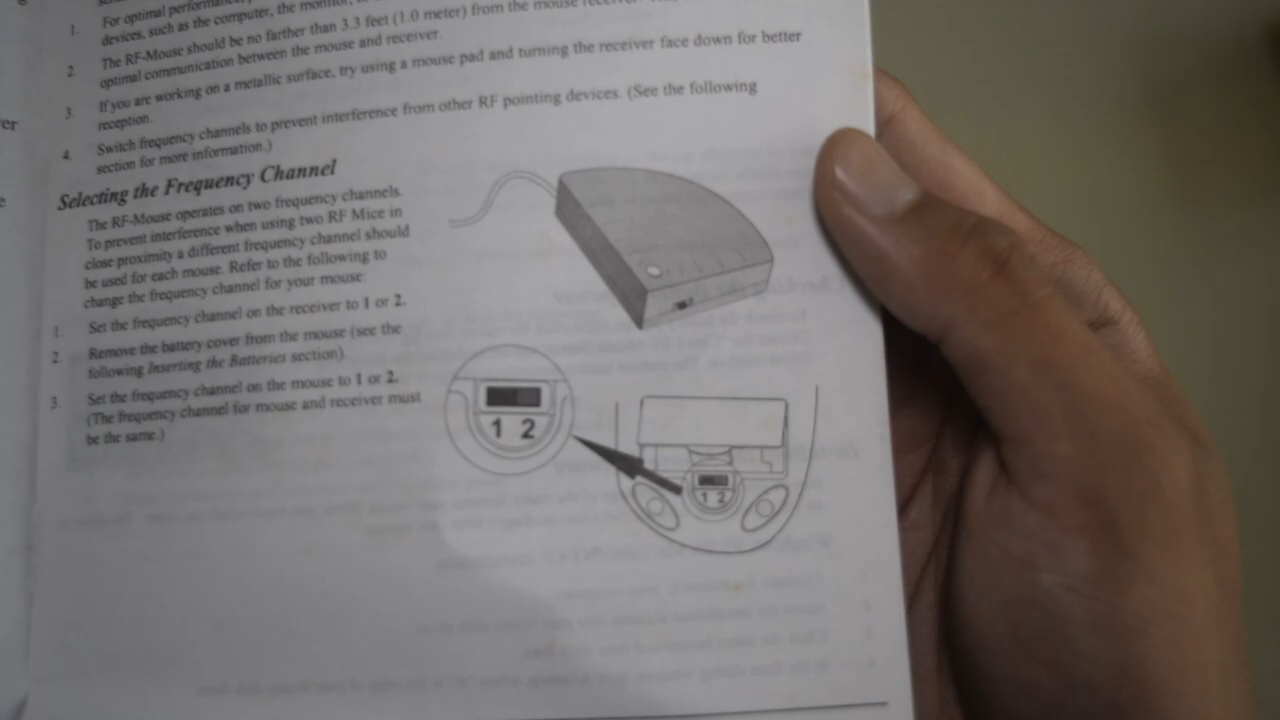 1. For optimal performance,
devices, such as the computer, the monitor,
2. The RF-Mouse should be no farther than 3.3 feet (1.0 meter) from the mouse receiver.
optimal communication between the mouse and receiver.
3. If you are working on a metallic surface, try using a mouse pad and turning the receiver face down for better
reception.
4. Switch frequency channels to prevent interference from other RF pointing devices. (See the following
section for more information.)
Selecting the Frequency Channel
The RF-Mouse operates on two frequency channels.
To prevent interference when using two RF Mice in
close proximity a different frequency channel should
be used for each mouse. Refer to the following to
change the frequency channel for your mouse:
1. Set the frequency channel on the receiver to 1 or 2.
2. Remove the battery cover from the mouse (see the
following Inserting the Batteries section)
3. Set the frequency channel on the mouse to 1 or 2.
(The frequency channel for mouse and receiver must
be the same.)
1 2
1 2